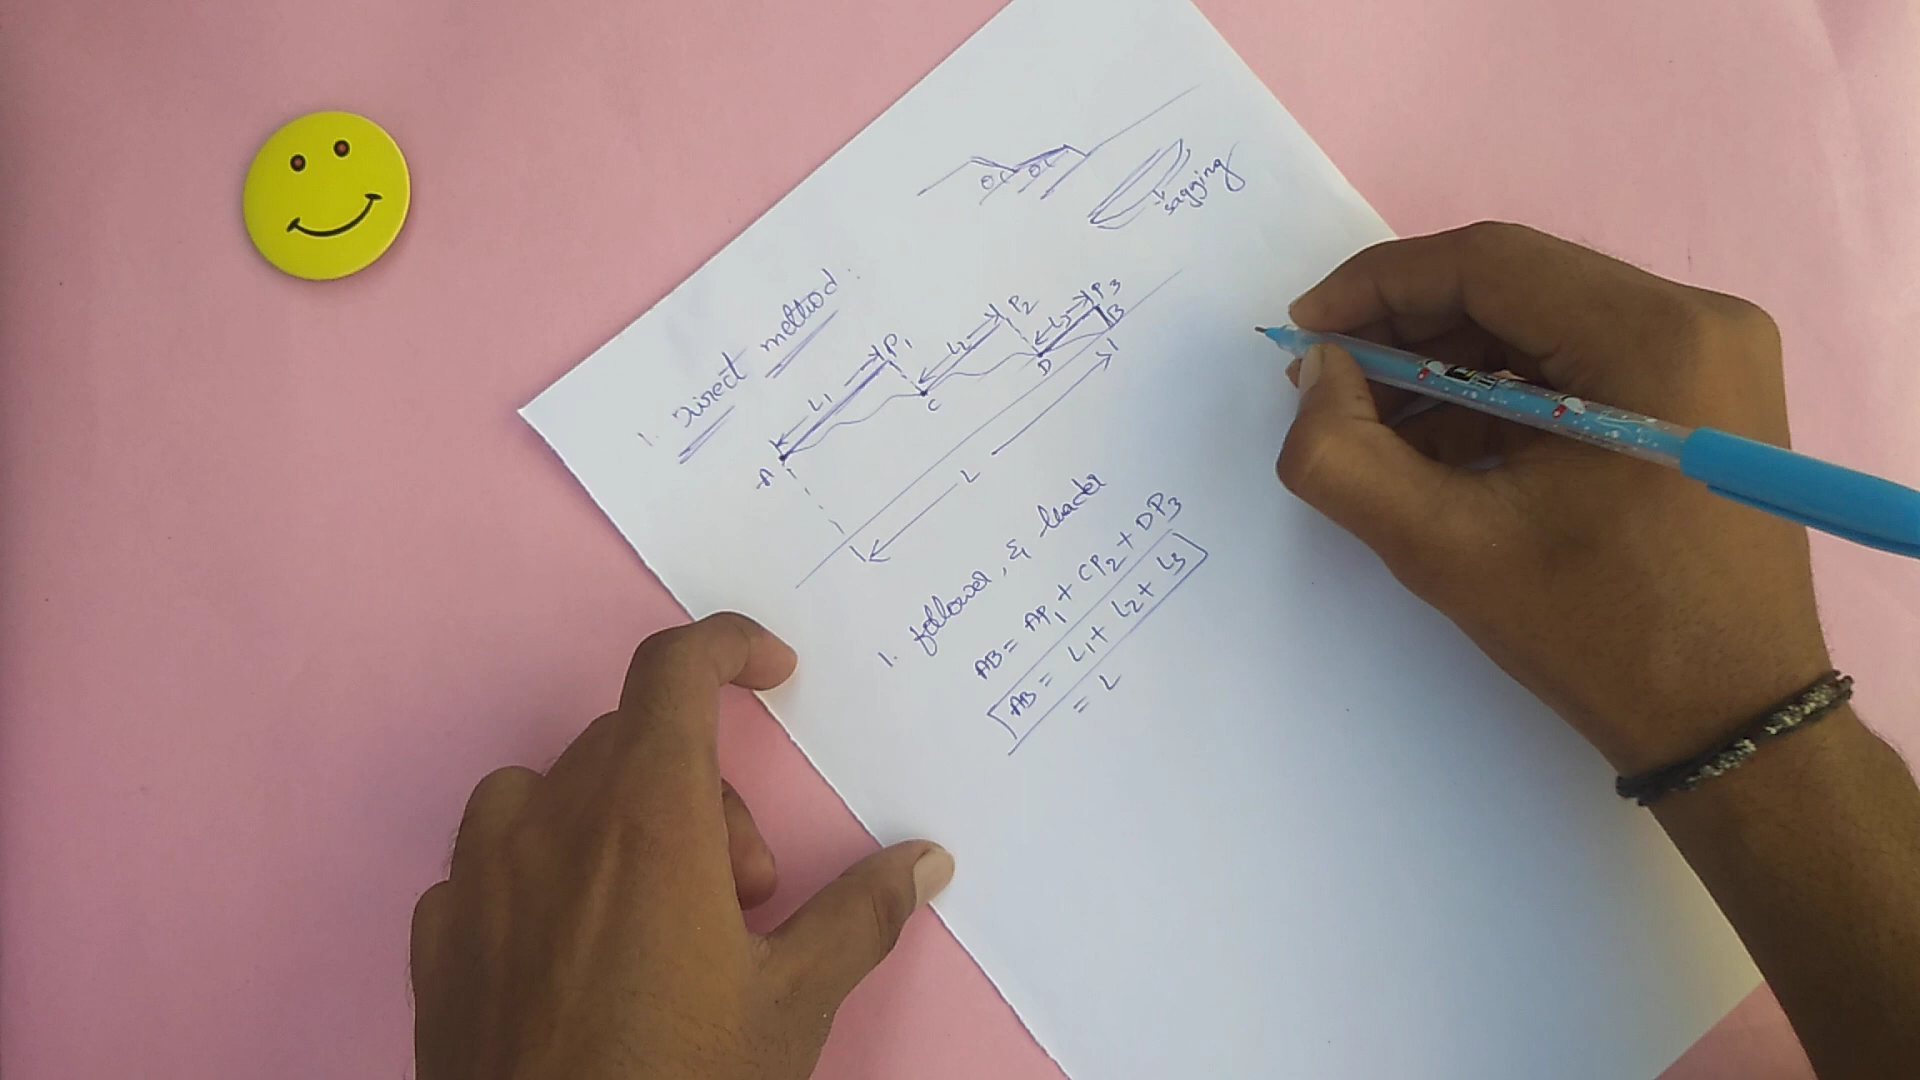 sagging
1. Direct method :
A L1 P1 C L2 P2 D L3 P3 B
L
1. follower, & leader
AB = AP1 + CP2 + DP3
AB = L1 + L2 + L3
= L